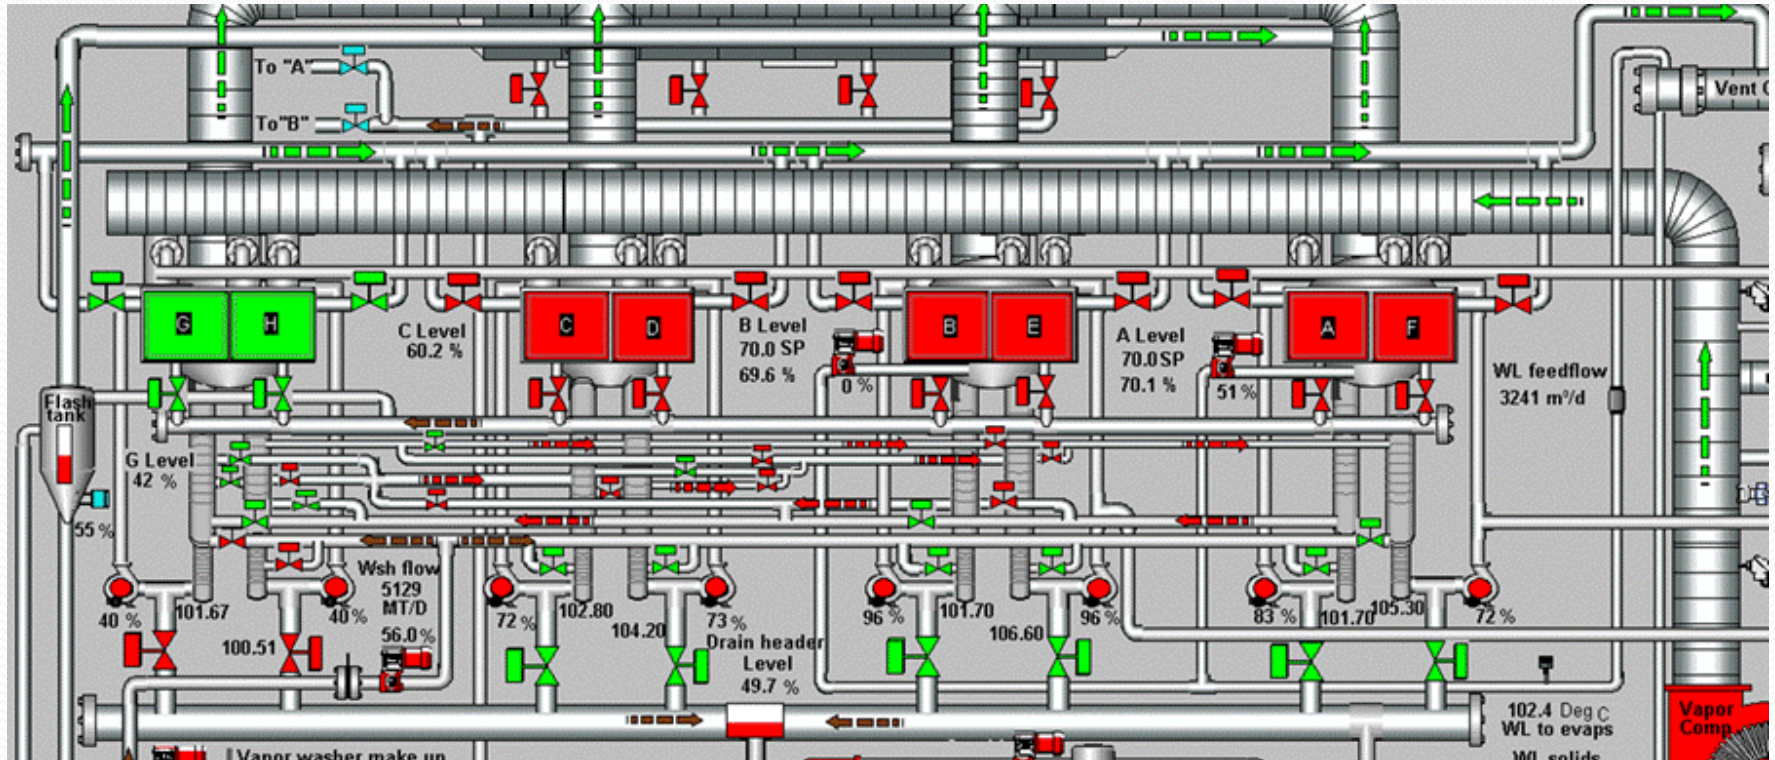 To "A"
To"B"
Vent
G
H
C
D
B
E
A
F
C Level
60.2 %
B Level
70.0 SP
69.6 %
0 %
A Level
70.0SP
70.1 %
51 %
WL feedflow
3241 m³/d
Flash
tank
G Level
42 %
55 %
Wsh flow
5129
MT/D
56.0%
40 %
101.67
40 %
100.51
72 %
102.80
104.20
73 %
96 %
101.70
106.60
96 %
83 %
101.70
105.30
72 %
Drain header
Level
49.7 %
102.4 Deg C
WL to evaps
WL solids
Vapor
Comp
Vapor washer make up